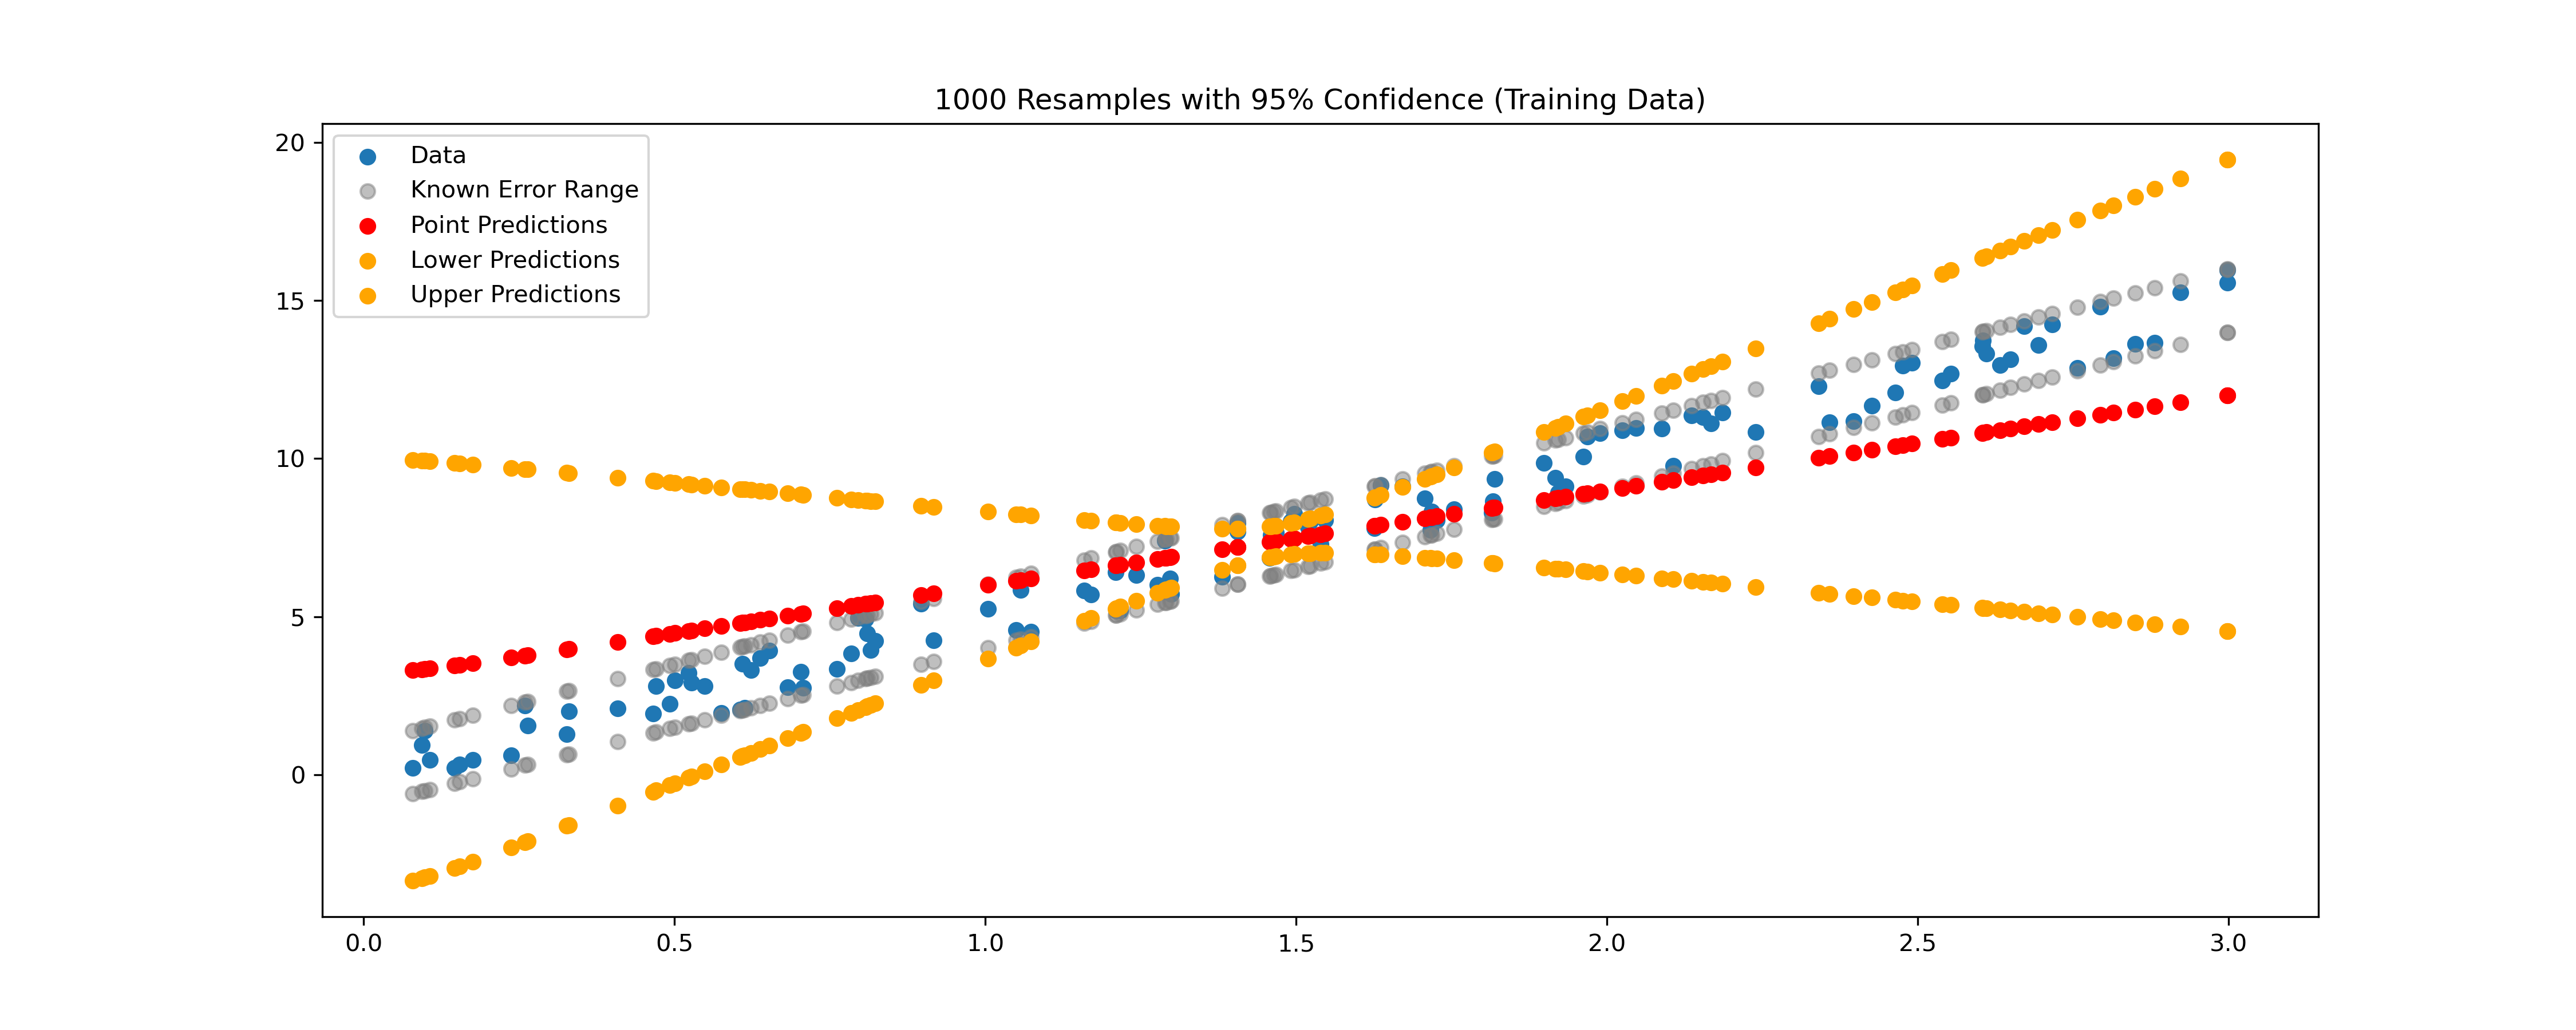 1000 Resamples with 95% Confidence (Training Data)
Data
Known Error Range
Point Predictions
Lower Predictions
Upper Predictions
20
15
10
5
0
0.0 0.5 1.0 1.5 2.0 2.5 3.0